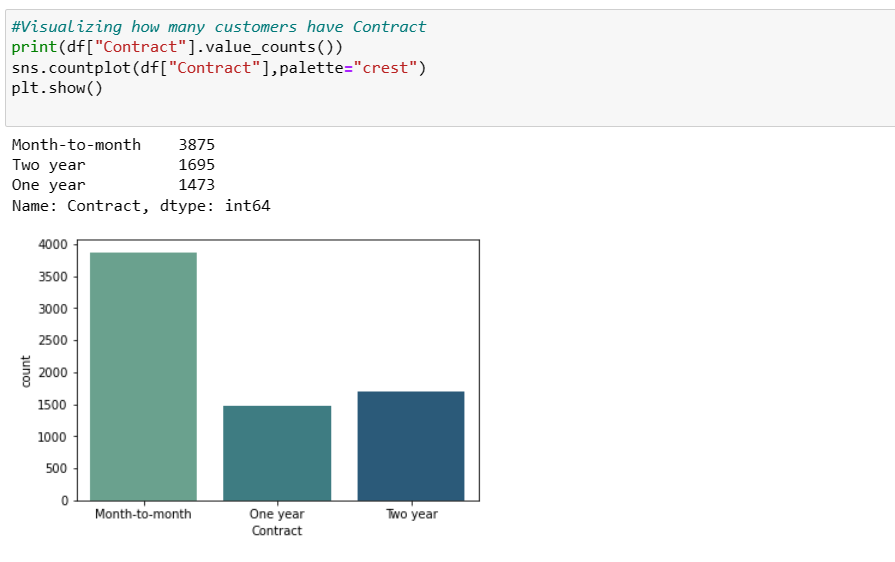 #Visualizing how many customers have Contract
print(df["Contract"].value_counts())
sns.countplot(df["Contract"],palette="crest")
plt.show()
Month-to-month    3875
Two year          1695
One year          1473
Name: Contract, dtype: int64
4000
3500
3000
2500
2000
1500
1000
500
0
count
Month-to-month One year Two year
Contract